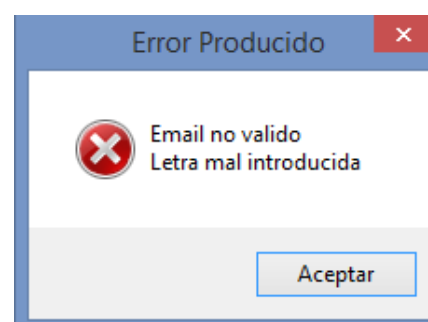 Error Producido
Email no valido
Letra mal introducida
Aceptar